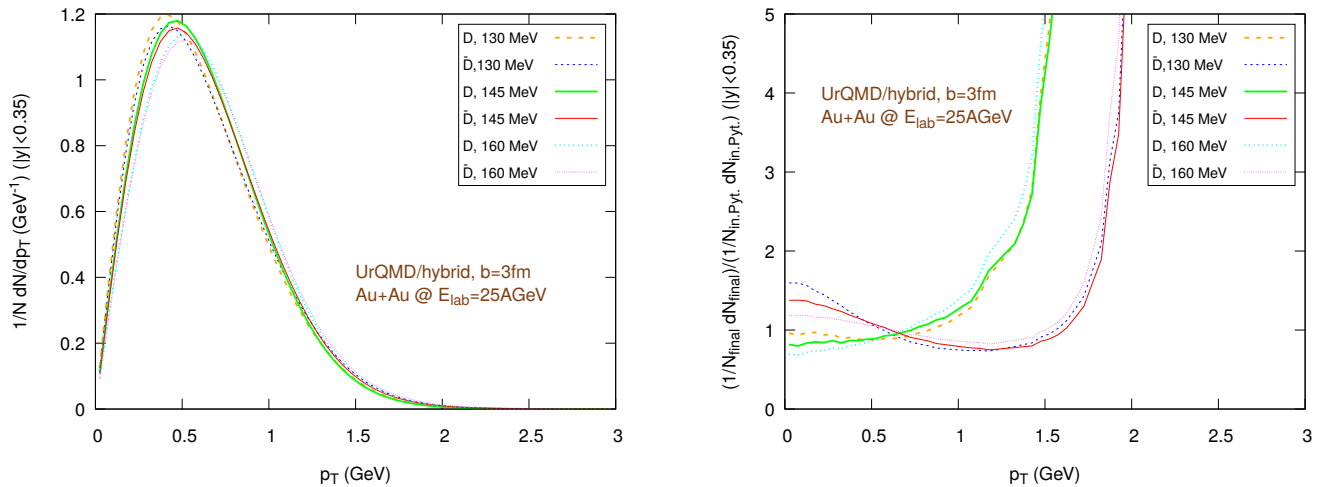 1/N dN/dp_T (GeV^-1) (|y|<0.35)
1.2
1
0.8
0.6
0.4
0.2
0
0
0.5
1
1.5
2
2.5
3
p_T (GeV)
D, 130 MeV
D̄,130 MeV
D, 145 MeV
D̄, 145 MeV
D, 160 MeV
D̄, 160 MeV
UrQMD/hybrid, b=3fm
Au+Au @ E_lab=25AGeV
(1/N_final dN_final)/(1/N_in.Pyt. dN_in.Pyt.) (|y|<0.35)
5
4
3
2
1
0
0
0.5
1
1.5
2
2.5
3
p_T (GeV)
UrQMD/hybrid, b=3fm
Au+Au @ E_lab=25AGeV
D, 130 MeV
D̄,130 MeV
D, 145 MeV
D̄, 145 MeV
D, 160 MeV
D̄, 160 MeV